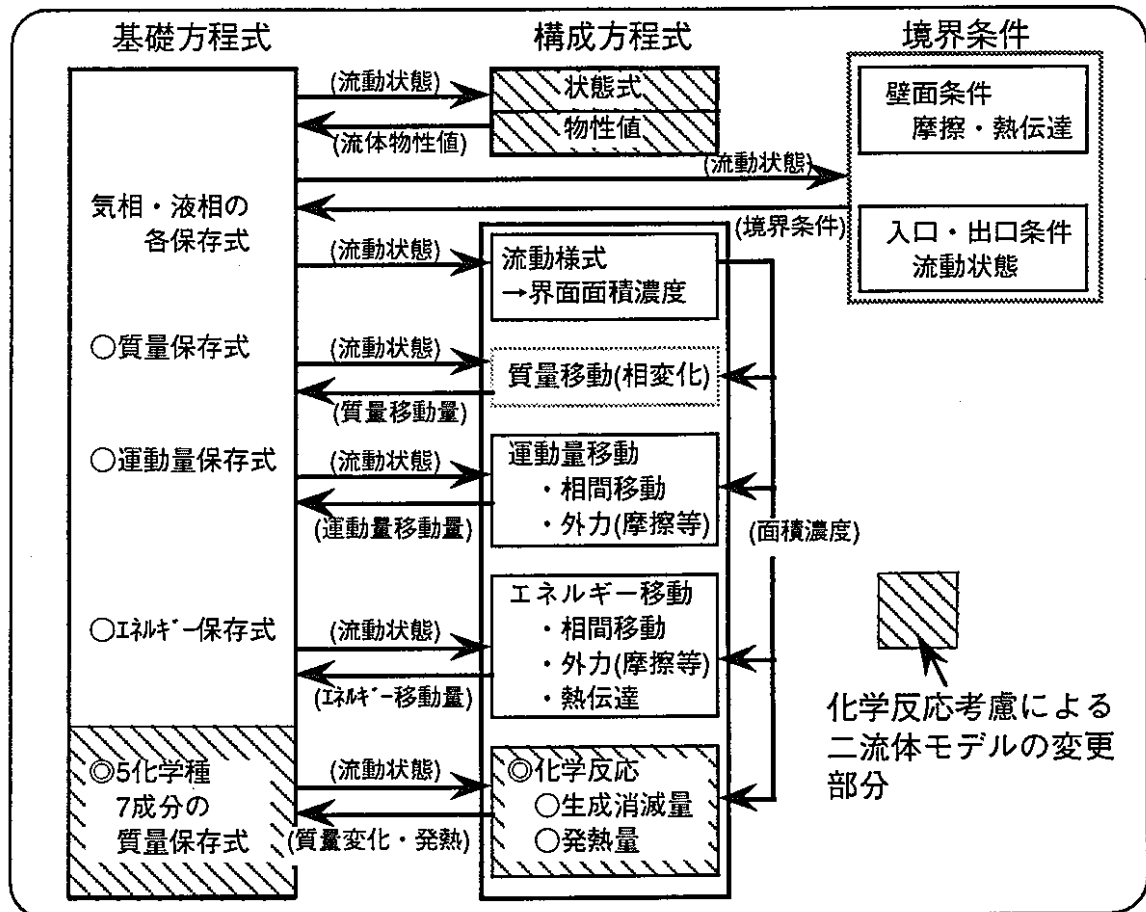 基礎方程式
構成方程式
境界条件
(流動状態)
状態式
物性値
(流体物性値)
壁面条件
摩擦・熱伝達
(流動状態)
(境界条件)
入口・出口条件
流動状態
気相・液相の
各保存式
(流動状態)
流動様式
→界面面積濃度
○質量保存式
(流動状態)
質量移動(相変化)
(質量移動量)
○運動量保存式
(流動状態)
運動量移動
・相間移動
・外力(摩擦等)
(運動量移動量)
(面積濃度)
○エネルギー保存式
(流動状態)
エネルギー移動
・相間移動
・外力(摩擦等)
・熱伝達
(エネルギー移動量)
◎5化学種
7成分の
質量保存式
(流動状態)
◎化学反応
○生成消滅量
○発熱量
(質量変化・発熱)
化学反応考慮による
二流体モデルの変更
部分